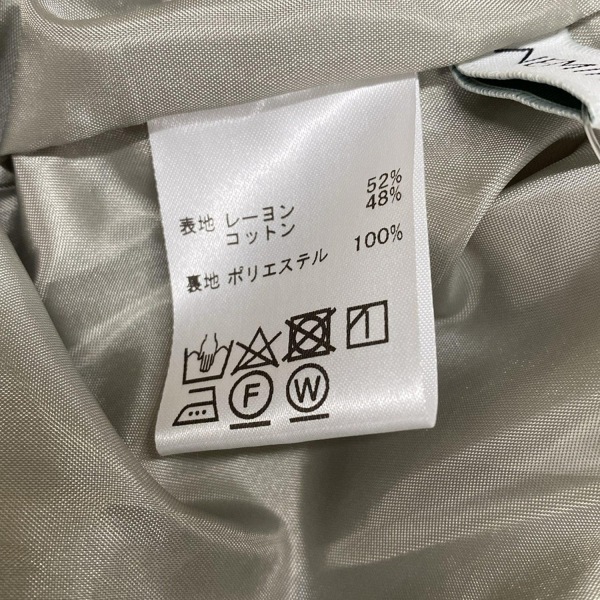 表地 レーヨン 52%
コットン 48%
裏地 ポリエステル 100%
F W